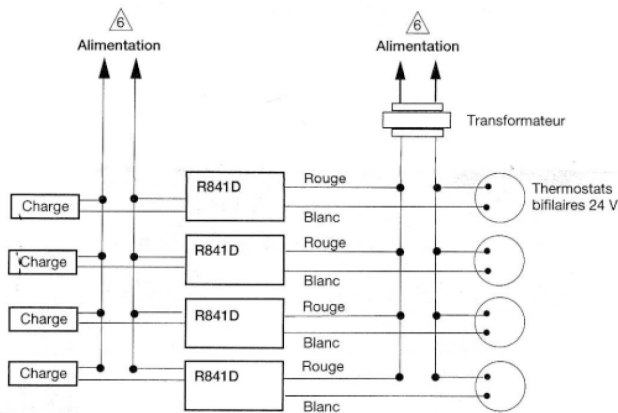 6
Alimentation
6
Alimentation
Transformateur
R841D
Rouge
Blanc
Charge
Thermostats
bifilaires 24 V
R841D
Rouge
Blanc
Charge
R841D
Rouge
Blanc
Charge
R841D
Rouge
Blanc
Charge